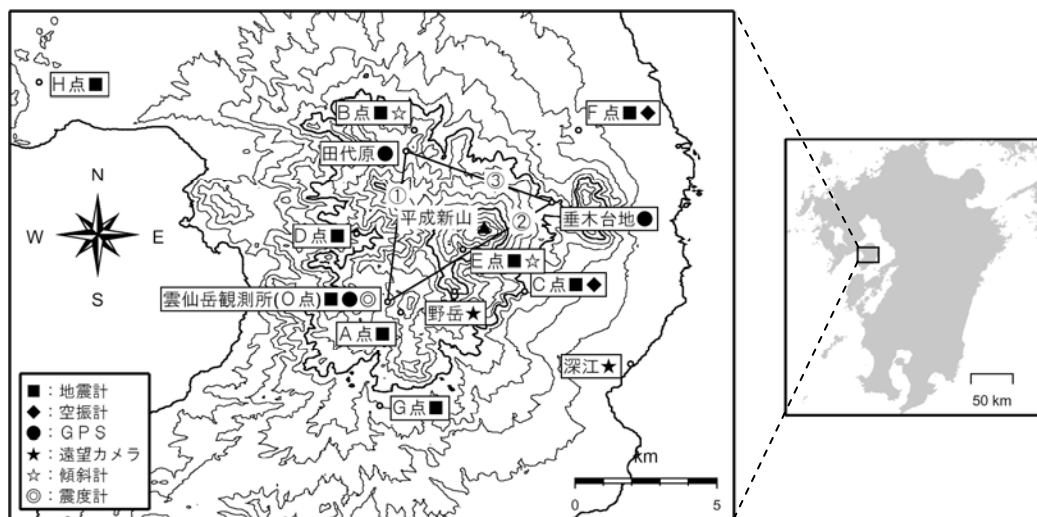 H点■
B点■☆
F点■◆
田代原●
①
③
N
W E
S
平成新山
②
垂木台地●
D点■
E点■☆
C点■◆
雲仙岳観測所(O点)■●◎
野岳★
A点■
深江★
G点■
■:地震計
◆:空振計
●:GPS
★:遠望カメラ
☆:傾斜計
◎:震度計
km
0 5
50 km